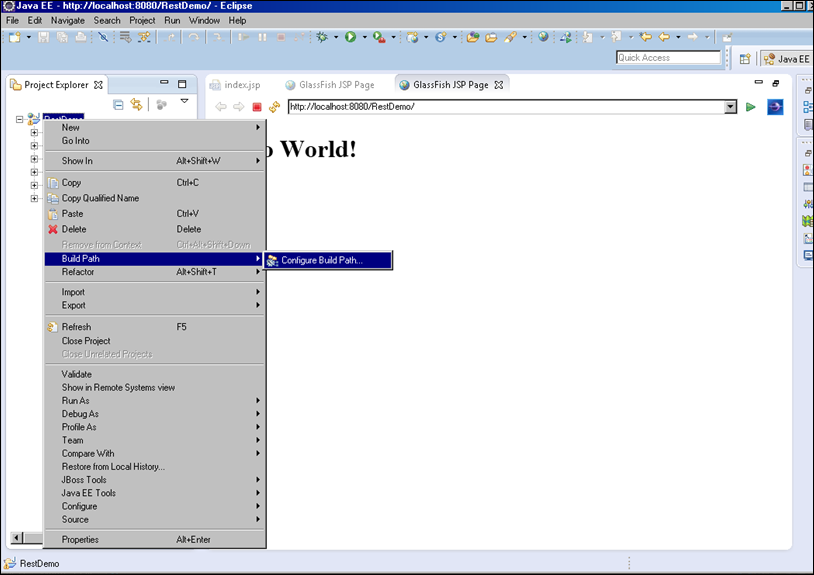 Java EE - http://localhost:8080/RestDemo/ - Eclipse
File Edit Navigate Search Project Run Window Help
Quick Access
Java EE
Project Explorer
index.jsp
GlassFish JSP Page
GlassFish JSP Page
http://localhost:8080/RestDemo/
RestDemo
o World!
New
Go Into
Show In Alt+Shift+W
Copy Ctrl+C
Copy Qualified Name
Paste Ctrl+V
Delete Delete
Remove from Context Ctrl+Alt+Shift+Down
Build Path
Configure Build Path...
Refactor Alt+Shift+T
Import
Export
Refresh F5
Close Project
Close Unrelated Projects
Validate
Show in Remote Systems view
Run As
Debug As
Profile As
Team
Compare With
Restore from Local History...
JBoss Tools
Java EE Tools
Configure
Source
Properties Alt+Enter
RestDemo